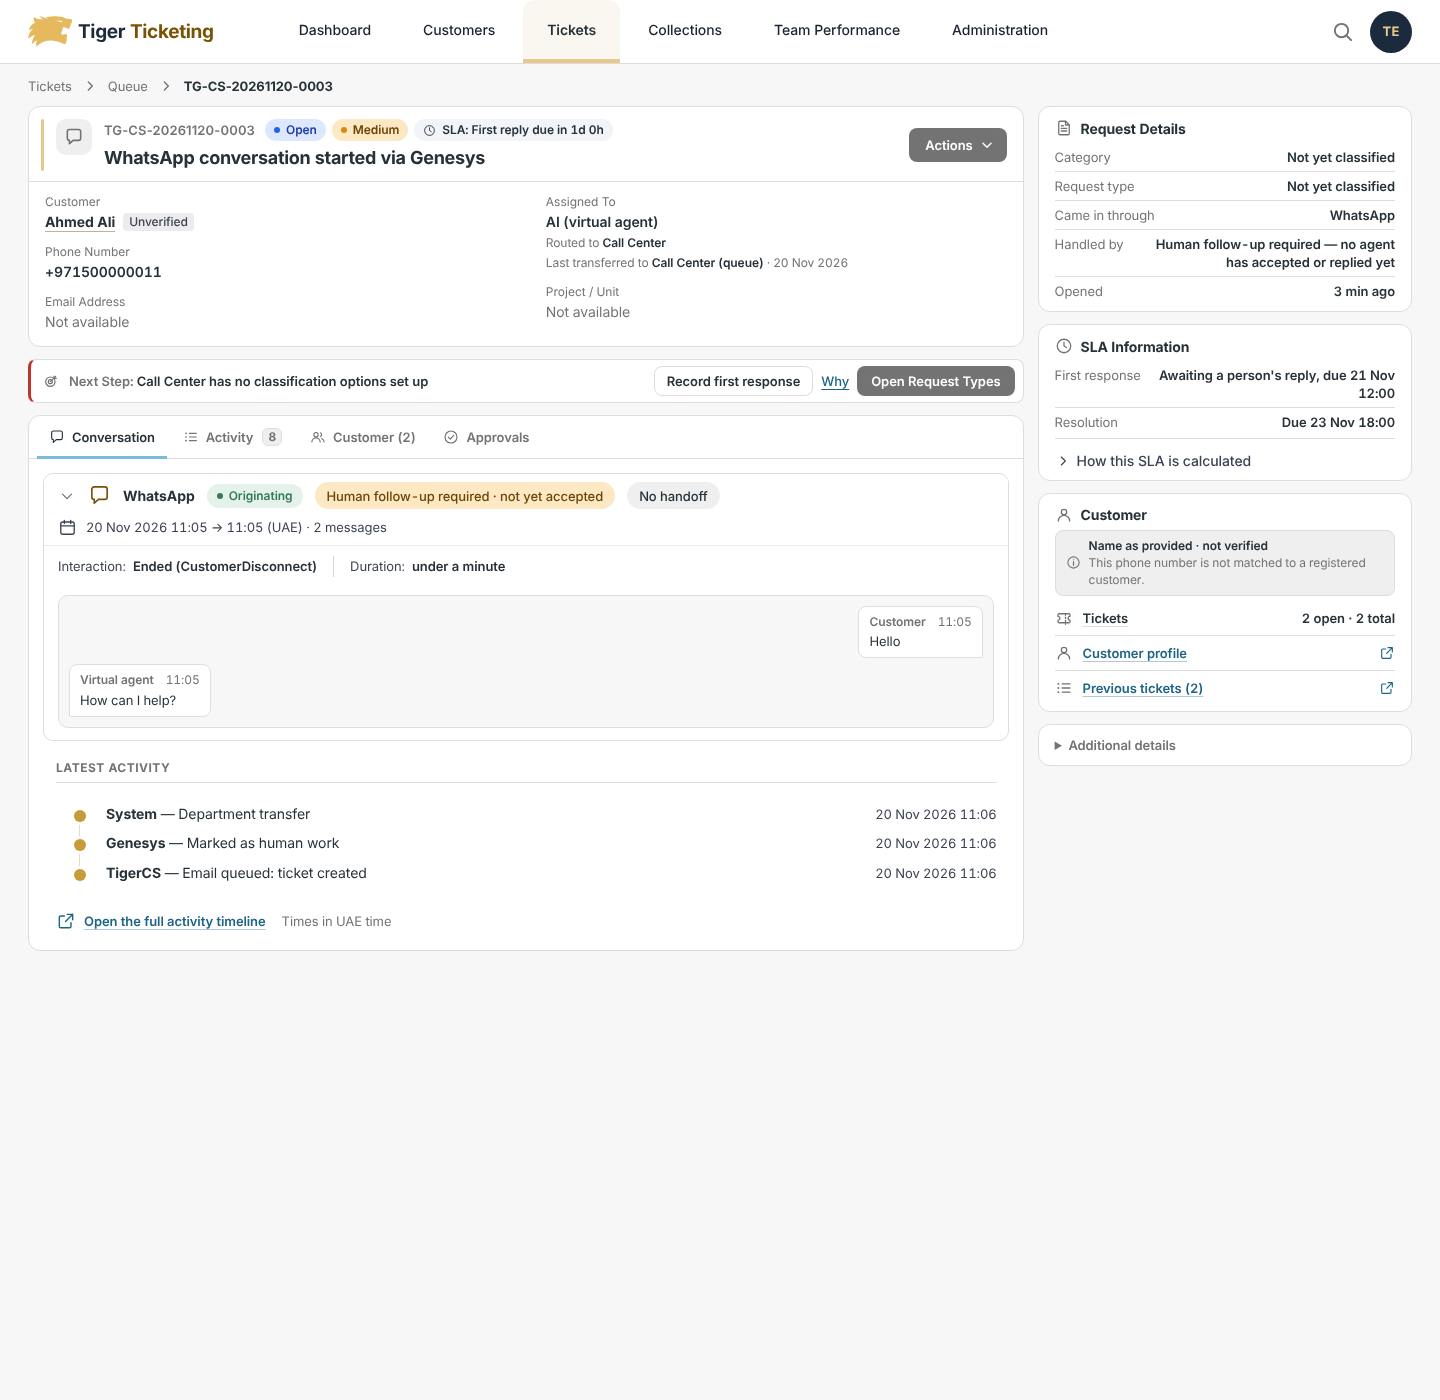 Tiger Ticketing
Dashboard
Customers
Tickets
Collections
Team Performance
Administration
TE
Tickets > Queue > TG-CS-20261120-0003
TG-CS-20261120-0003
Open
Medium
SLA: First reply due in 1d 0h
WhatsApp conversation started via Genesys
Actions
Customer
Ahmed Ali Unverified
Phone Number
+971500000011
Email Address
Not available
Assigned To
AI (virtual agent)
Routed to Call Center
Last transferred to Call Center (queue) · 20 Nov 2026
Project / Unit
Not available
Next Step: Call Center has no classification options set up
Record first response
Why
Open Request Types
Conversation
Activity 8
Customer (2)
Approvals
WhatsApp
Originating
Human follow-up required · not yet accepted
No handoff
20 Nov 2026 11:05 → 11:05 (UAE) · 2 messages
Interaction: Ended (CustomerDisconnect)
Duration: under a minute
Customer 11:05
Hello
Virtual agent 11:05
How can I help?
LATEST ACTIVITY
System — Department transfer 20 Nov 2026 11:06
Genesys — Marked as human work 20 Nov 2026 11:06
TigerCS — Email queued: ticket created 20 Nov 2026 11:06
Open the full activity timeline Times in UAE time
Request Details
Category Not yet classified
Request type Not yet classified
Came in through WhatsApp
Handled by Human follow-up required — no agent
has accepted or replied yet
Opened 3 min ago
SLA Information
First response Awaiting a person's reply, due 21 Nov
12:00
Resolution Due 23 Nov 18:00
How this SLA is calculated
Customer
Name as provided · not verified
This phone number is not matched to a registered
customer.
Tickets 2 open · 2 total
Customer profile
Previous tickets (2)
Additional details